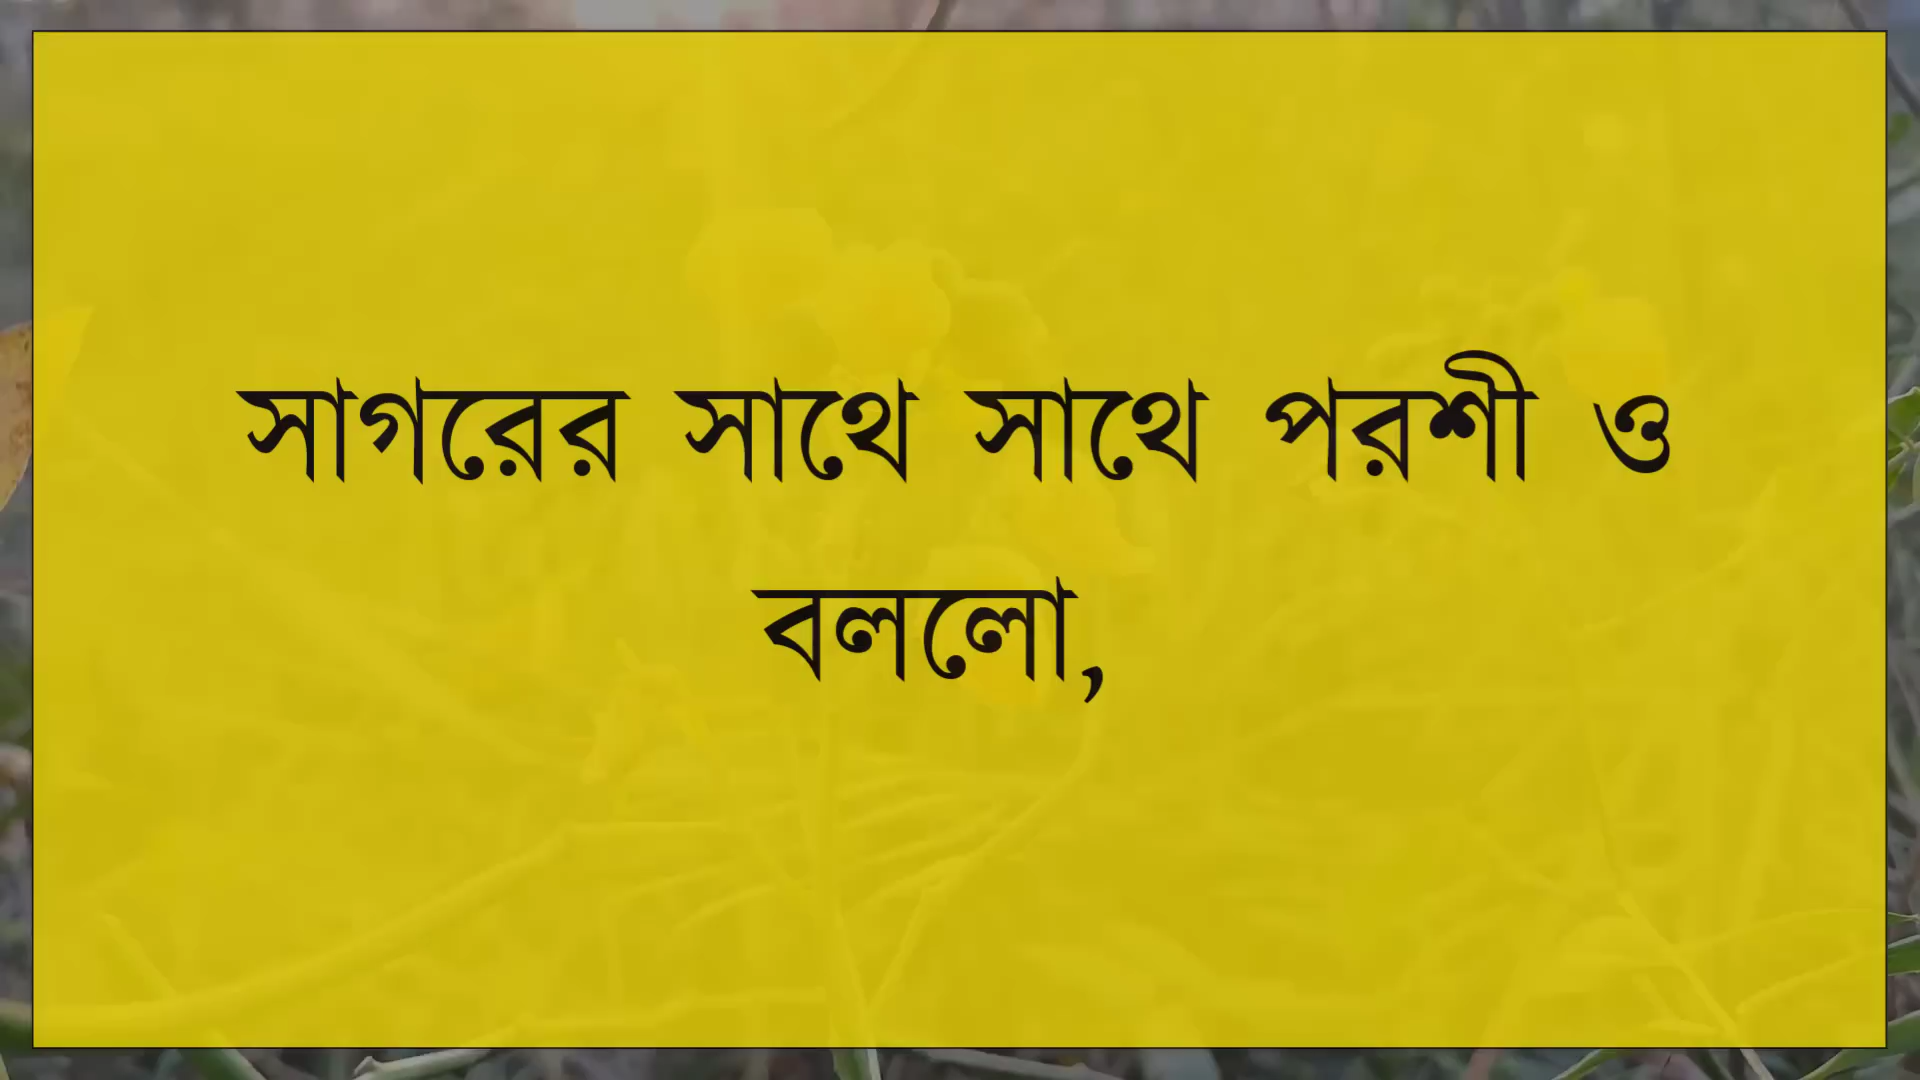 সাগরের সাথে সাথে পরশী ও
বললো,